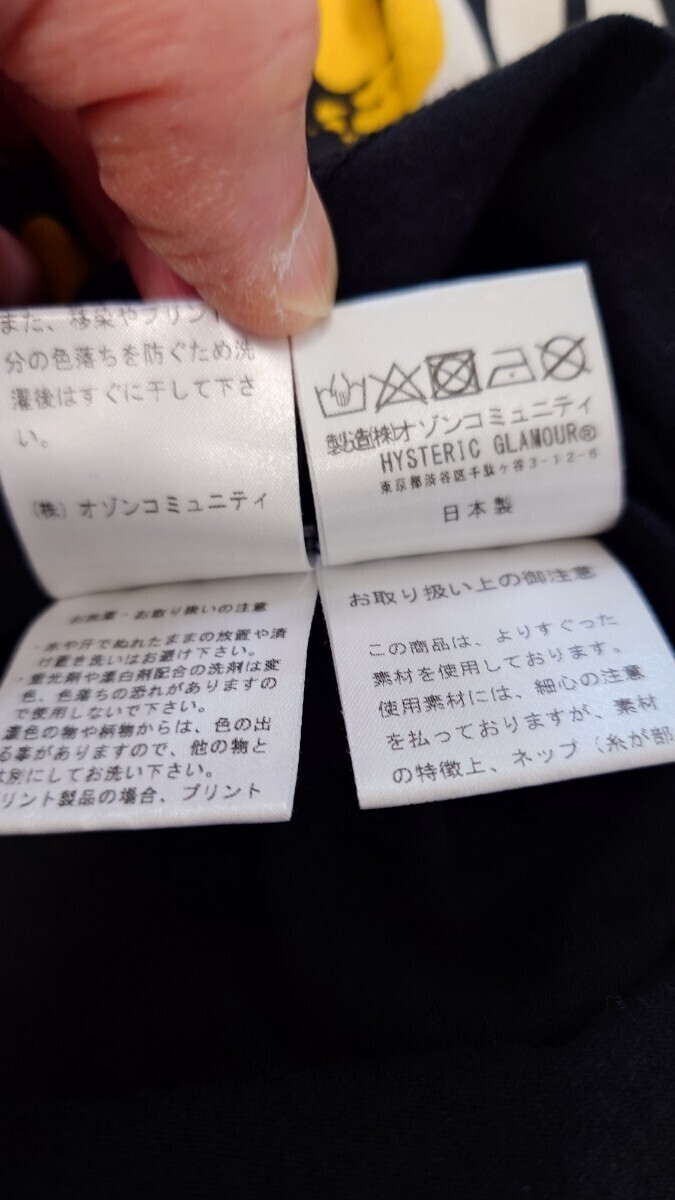 また、移染やプリント
分の色落ちを防ぐため洗
濯後はすぐに干して下さ
い。
(株) オゾンコミュニティ
製造(株)オゾンコミュニティ
HYSTERIC GLAMOUR®
東京都渋谷区千駄ヶ谷3-12-8
日本製
お洗濯・お取り扱いの注意
・水や汗でぬれたままの放置や漬
け置き洗いはお避け下さい。
・蛍光剤や漂白剤配合の洗剤は変
色、色落ちの恐れがありますの
で使用しないで下さい。
濃色の物や柄物からは、色の出
る事がありますので、他の物と
は別にしてお洗い下さい。
プリント製品の場合、プリント
お取り扱い上の御注意
この商品は、よりすぐった
素材を使用しております。
使用素材には、細心の注意
を払っておりますが、素材
の特徴上、ネップ（糸が部